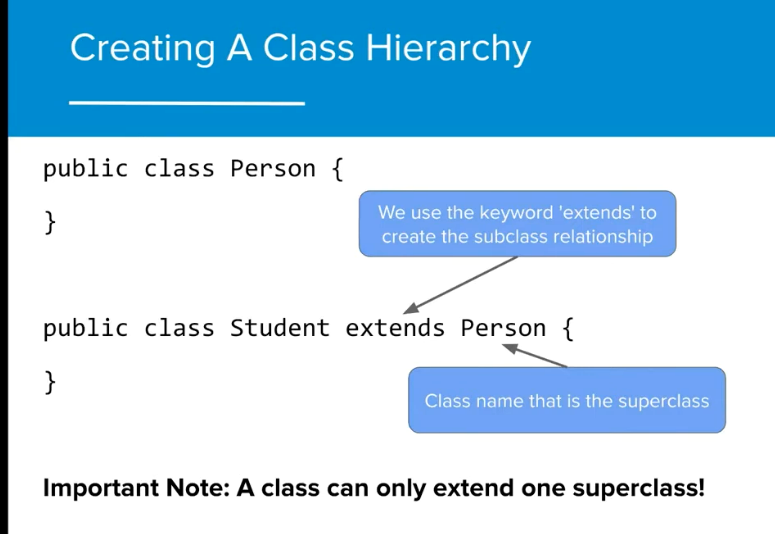 Creating A Class Hierarchy
public class Person {
}
We use the keyword 'extends' to
create the subclass relationship
public class Student extends Person {
}
Class name that is the superclass
Important Note: A class can only extend one superclass!